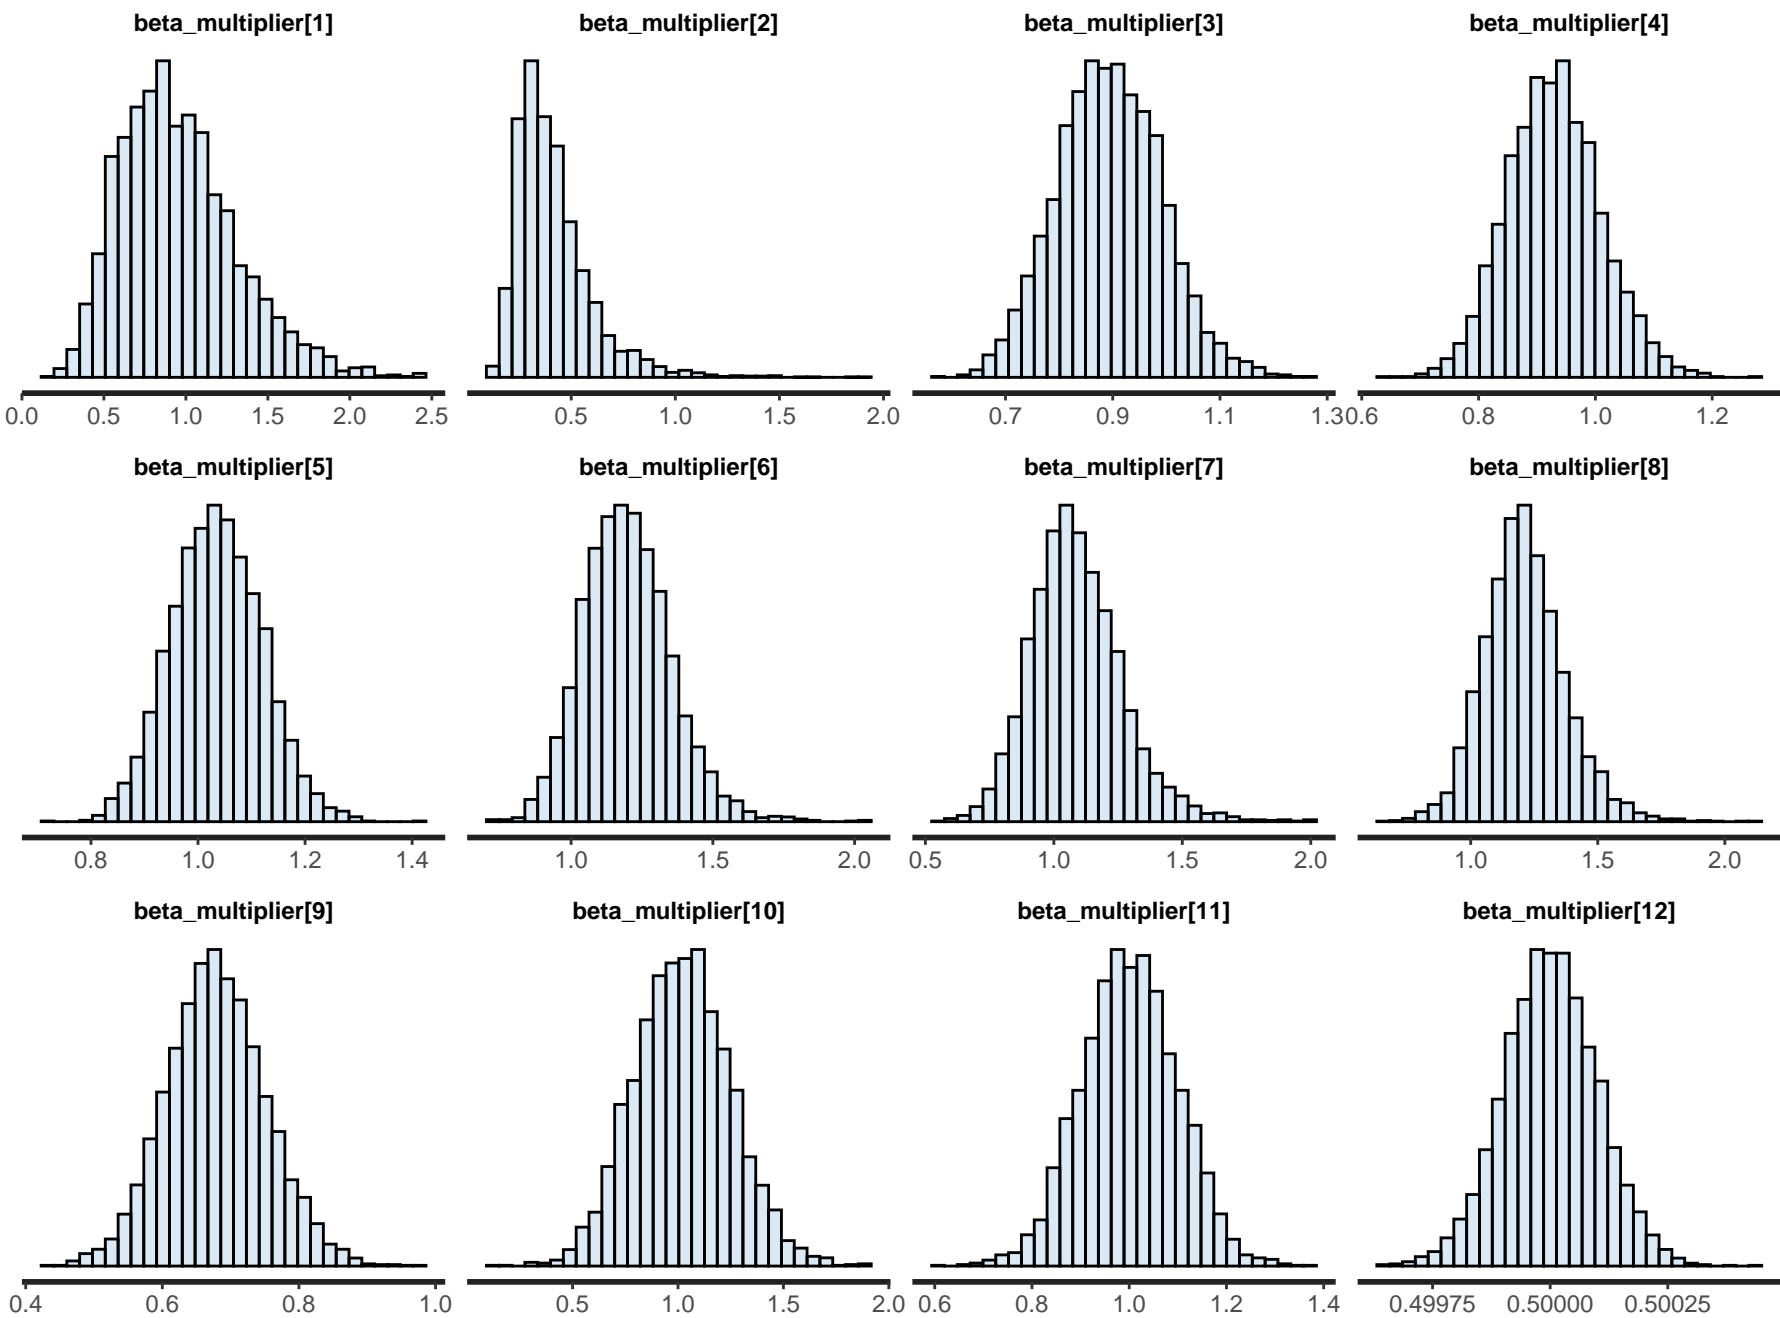 beta_multiplier[1] beta_multiplier[2] beta_multiplier[3] beta_multiplier[4]
0.0 0.5 1.0 1.5 2.0 2.5 0.5 1.0 1.5 2.0 0.7 0.9 1.1 1.3 0.6 0.8 1.0 1.2
beta_multiplier[5] beta_multiplier[6] beta_multiplier[7] beta_multiplier[8]
0.8 1.0 1.2 1.4 1.0 1.5 2.0 0.5 1.0 1.5 2.0 1.0 1.5 2.0
beta_multiplier[9] beta_multiplier[10] beta_multiplier[11] beta_multiplier[12]
0.4 0.6 0.8 1.0 0.5 1.0 1.5 2.0 0.6 0.8 1.0 1.2 1.4 0.49975 0.50000 0.50025